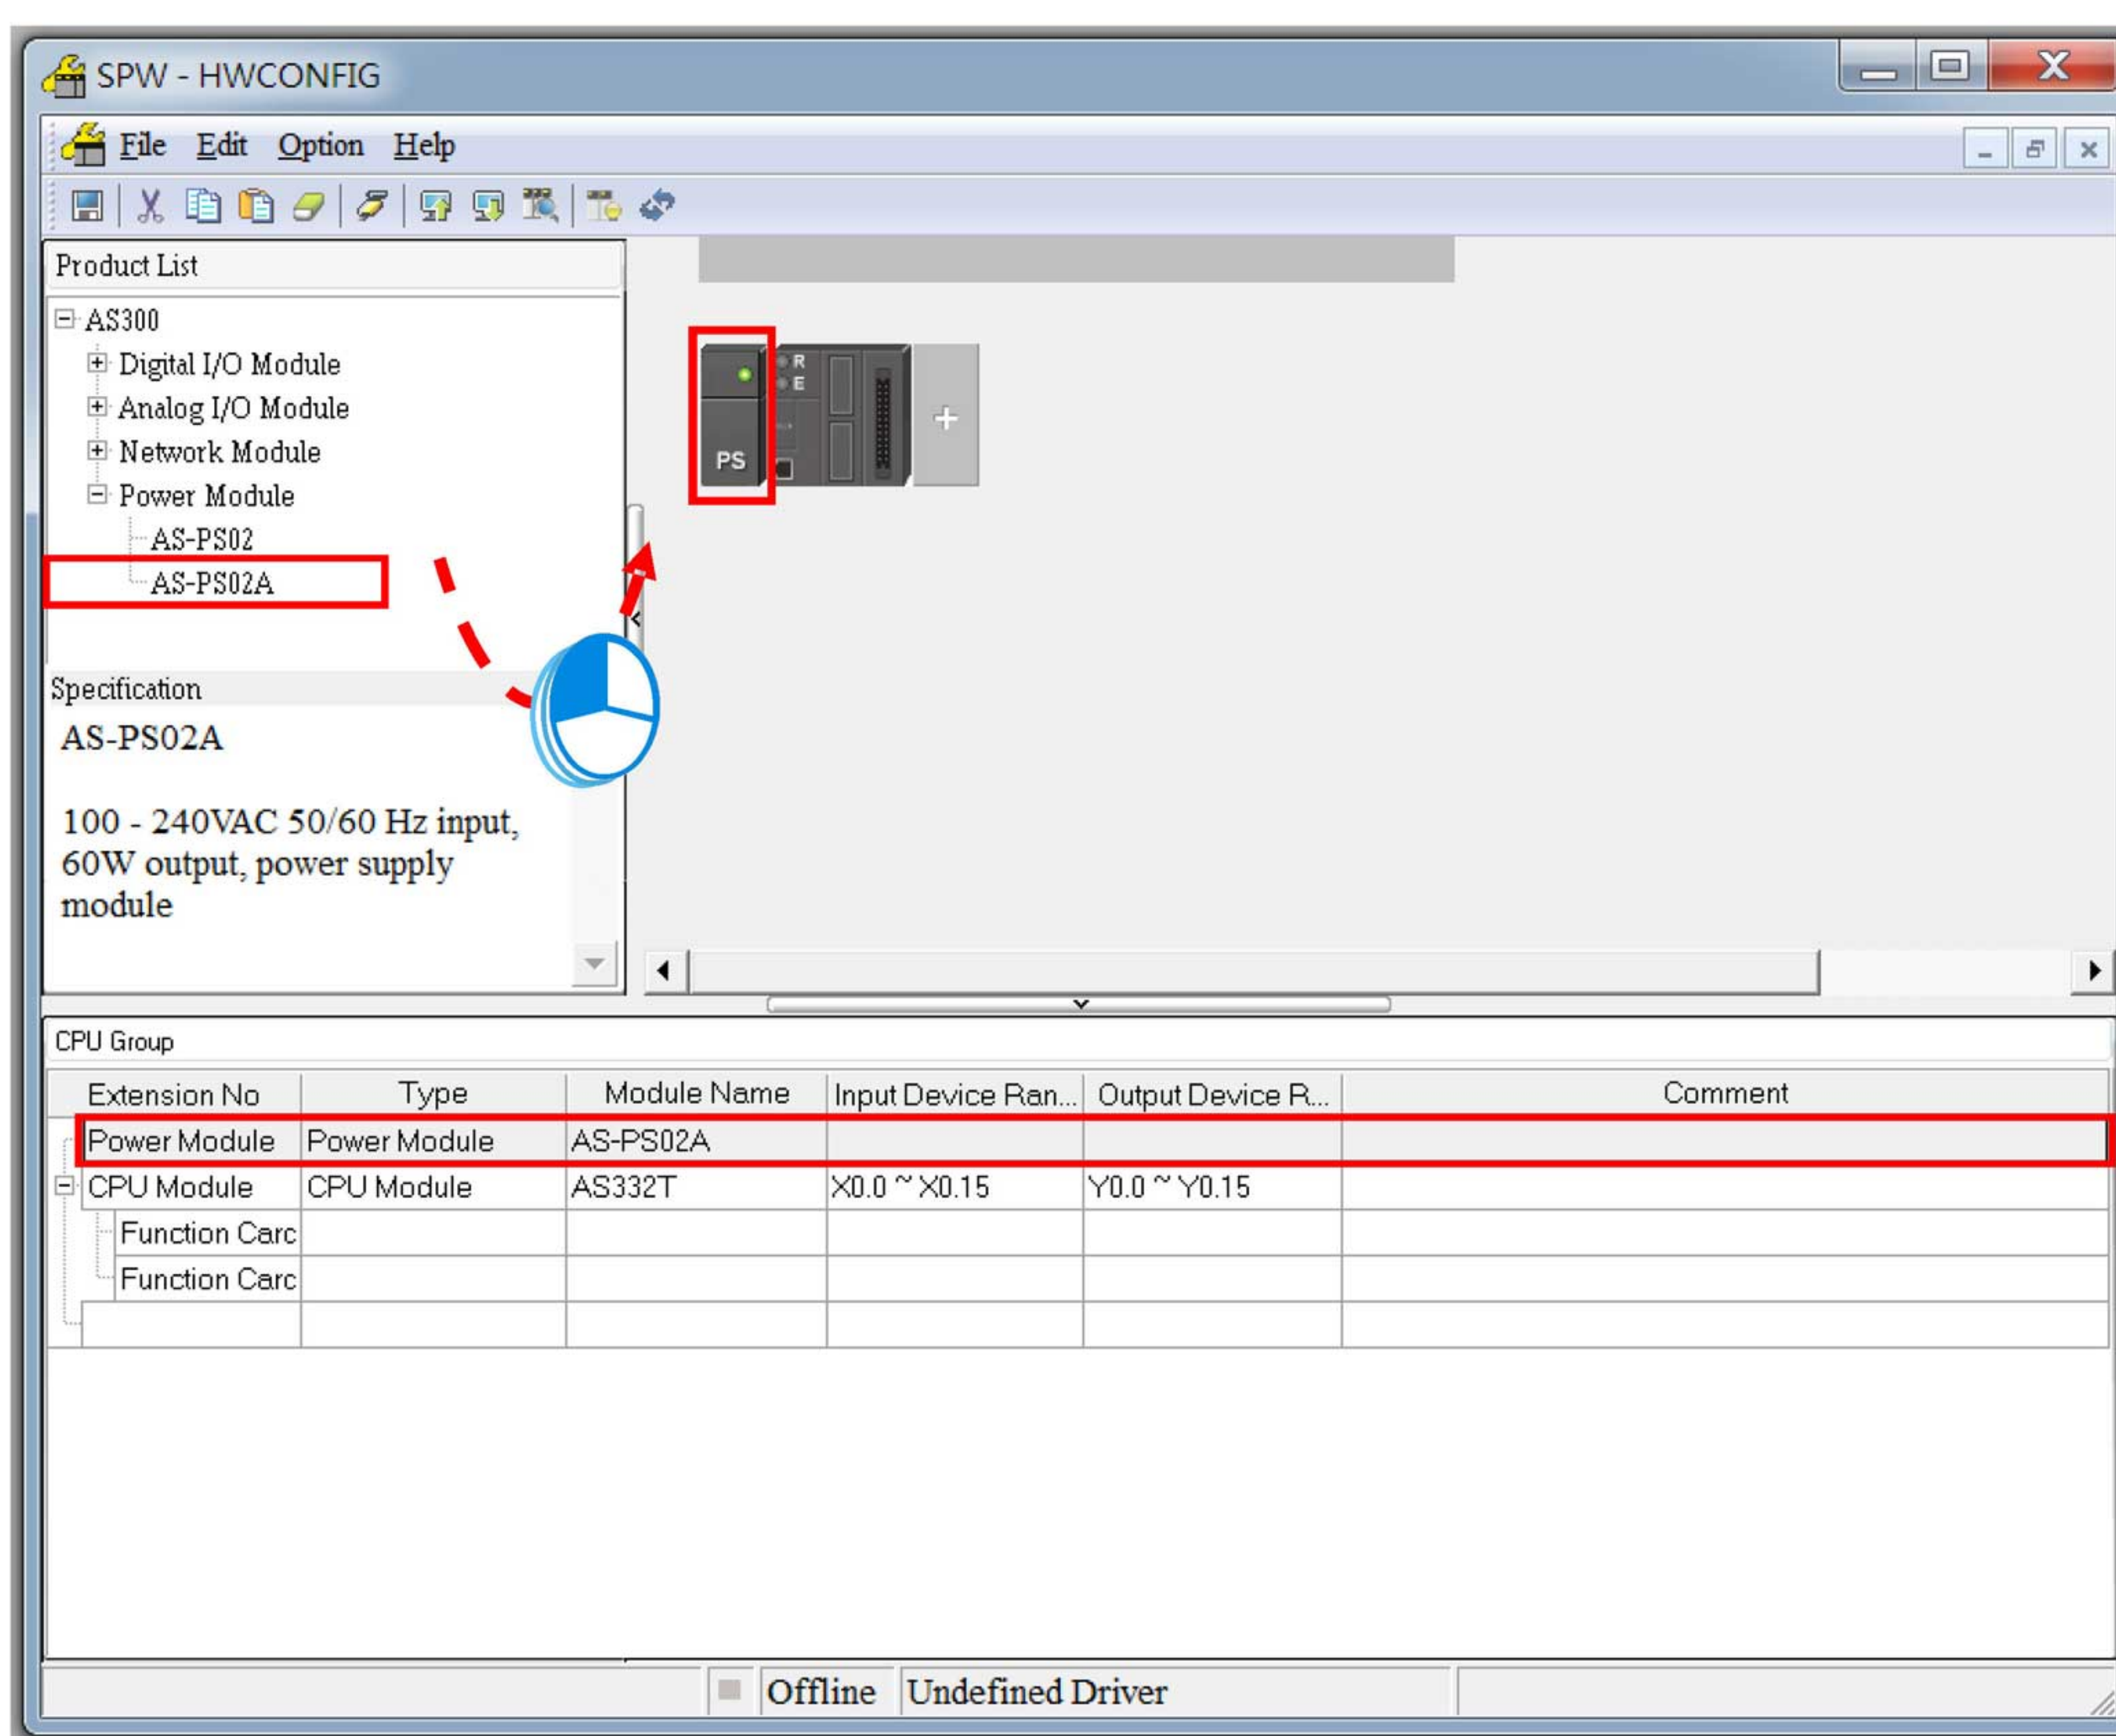 SPW - HWCONFIG
File Edit Option Help
Product List
AS300
Digital I/O Module
Analog I/O Module
Network Module
Power Module
AS-PS02
AS-PS02A
R
E
PS
Specification
AS-PS02A
100 - 240VAC 50/60 Hz input,
60W output, power supply
module
CPU Group
Extension No Type Module Name Input Device Ran... Output Device R... Comment
Power Module Power Module AS-PS02A
CPU Module CPU Module AS332T X0.0 ~ X0.15 Y0.0 ~ Y0.15
Function Carc
Function Carc
Offline Undefined Driver